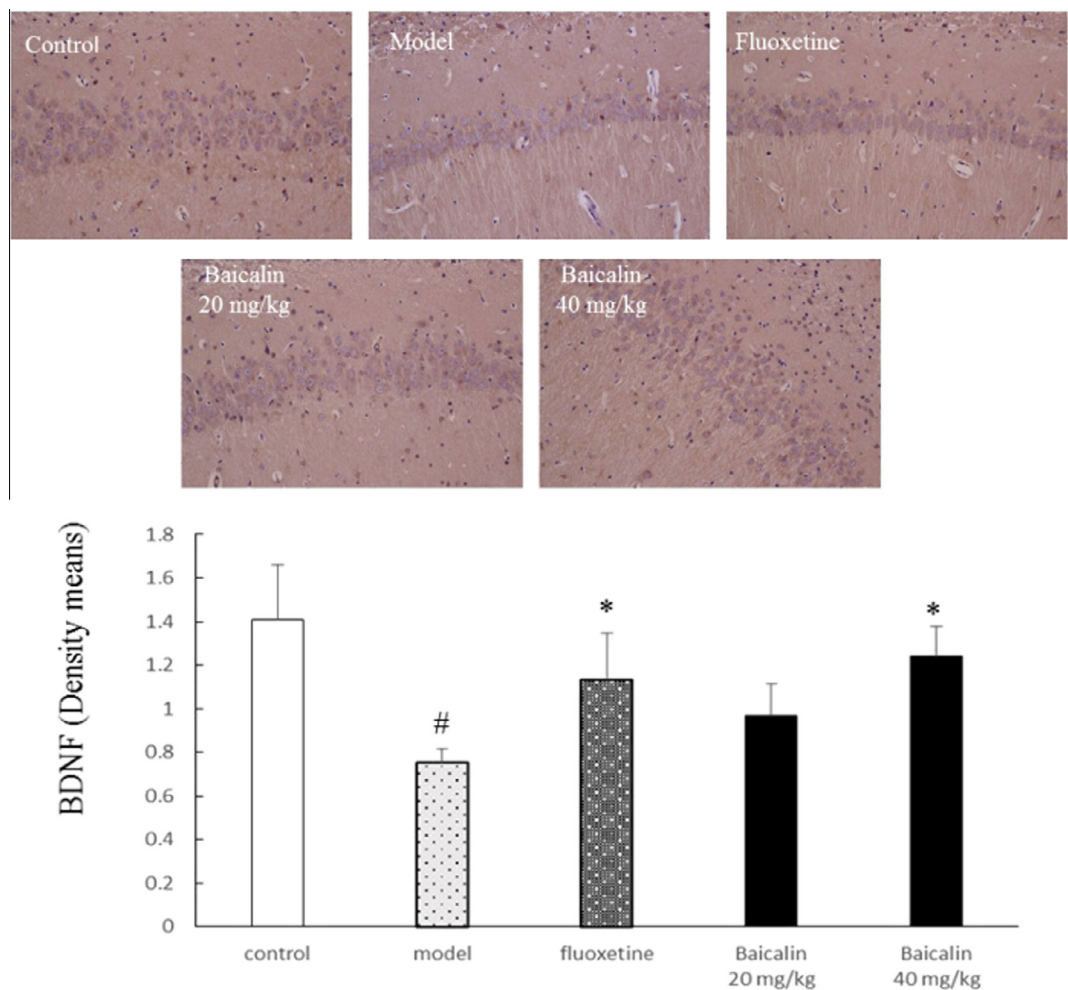 Control
Model
Fluoxetine
Baicalin
20 mg/kg
Baicalin
40 mg/kg
BDNF (Density means)
1.8
1.6
1.4
1.2
1
0.8
0.6
0.4
0.2
0
#
*
*
control
model
fluoxetine
Baicalin
20 mg/kg
Baicalin
40 mg/kg